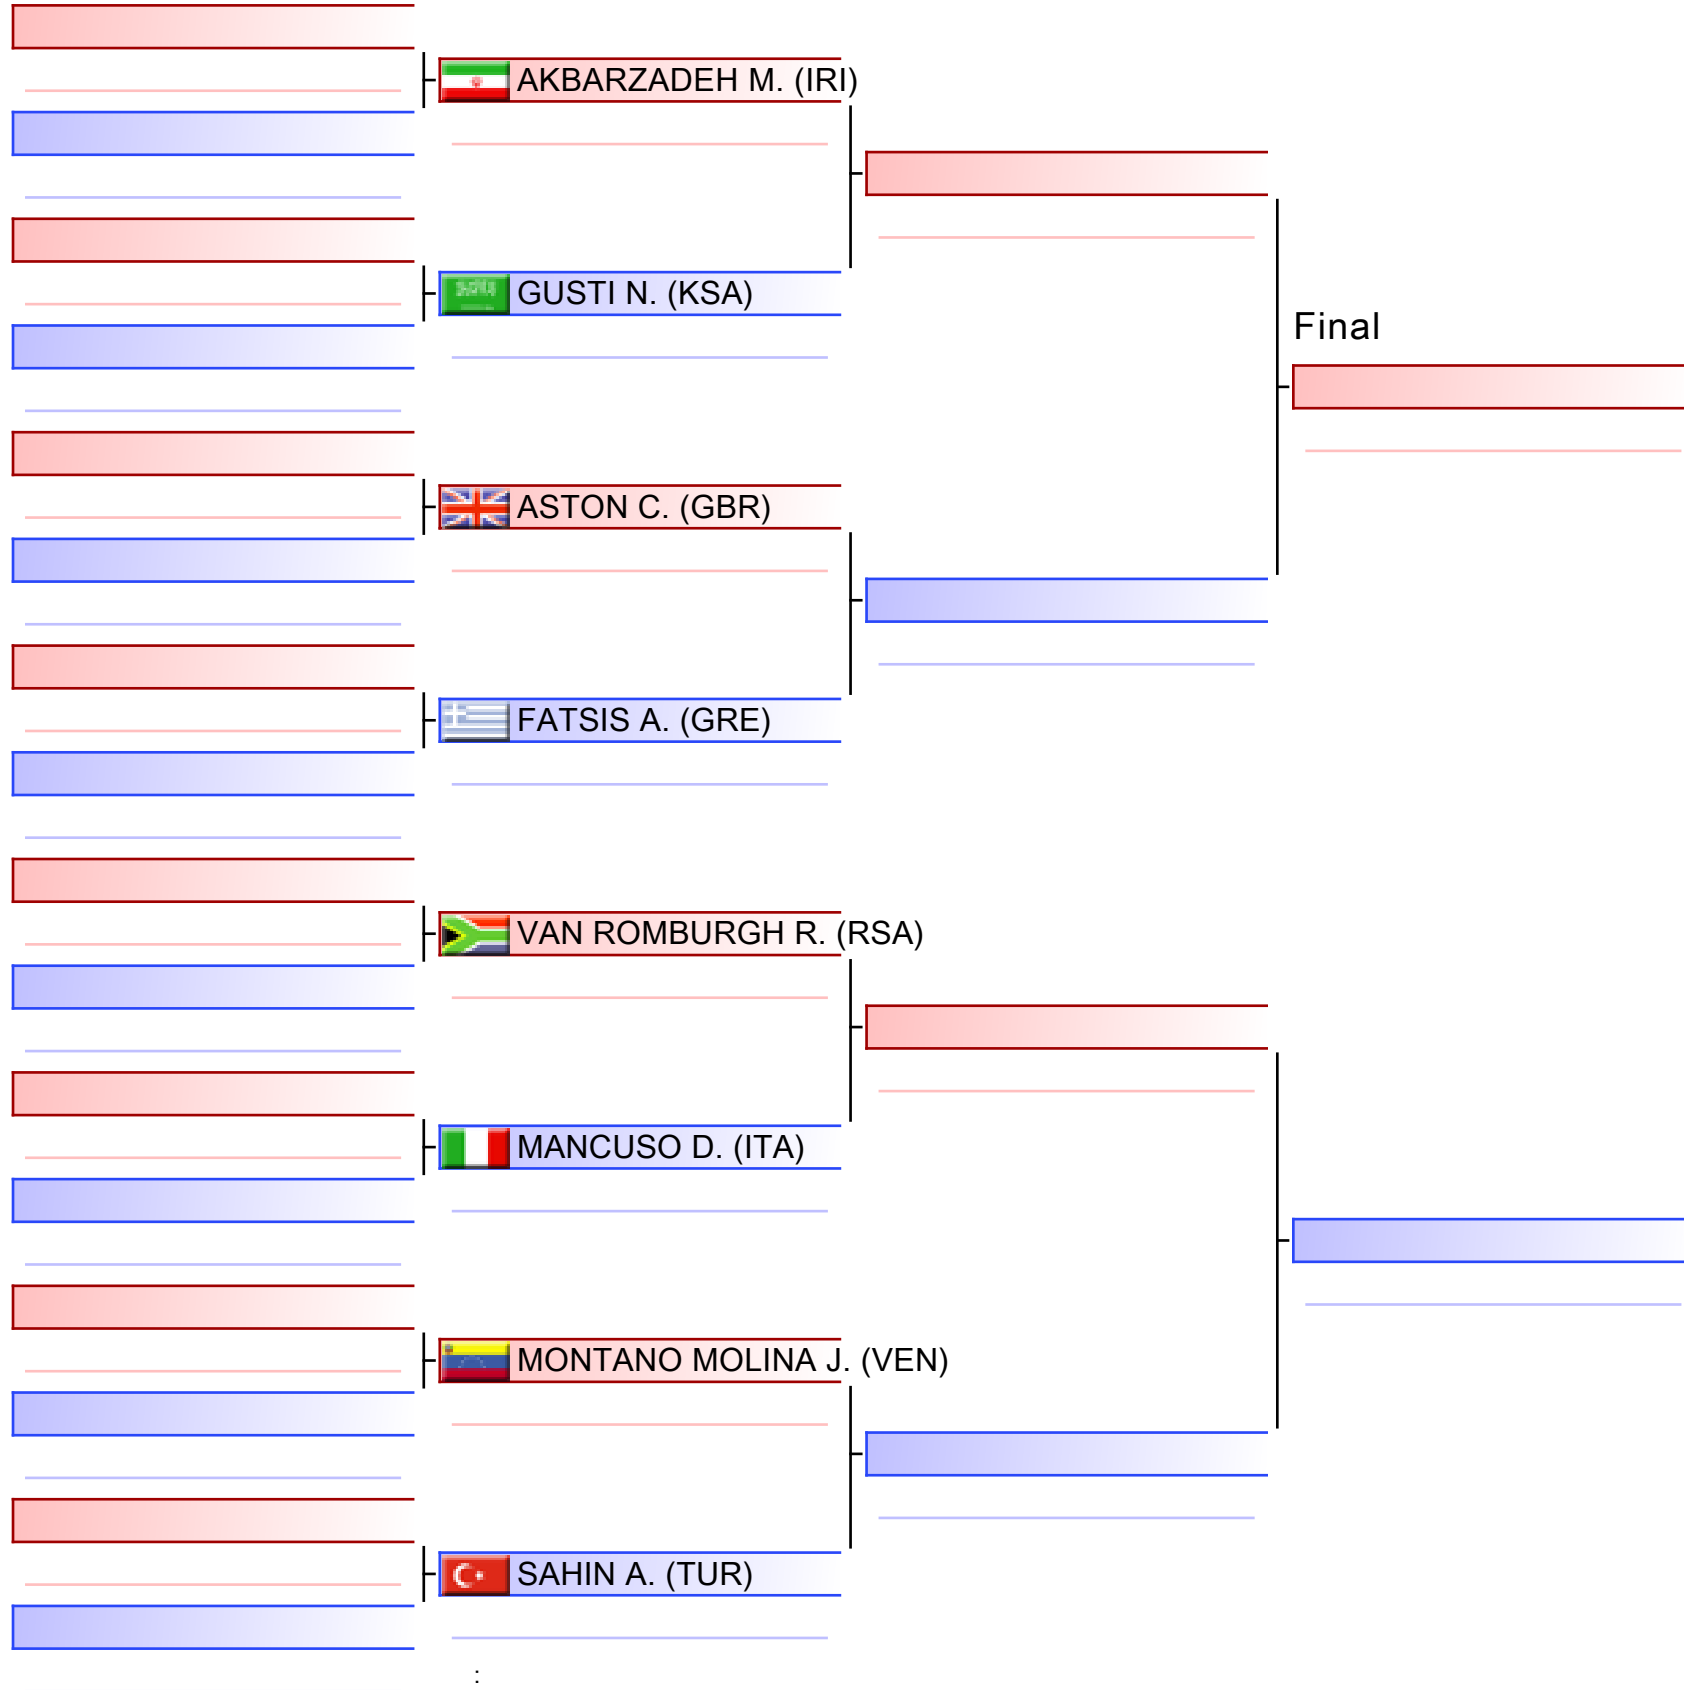 AKBARZADEH M. (IRI)
GUSTI N. (KSA)
Final
ASTON C. (GBR)
FATSIS A. (GRE)
VAN ROMBURGH R. (RSA)
MANCUSO D. (ITA)
MONTANO MOLINA J. (VEN)
SAHIN A. (TUR)
: